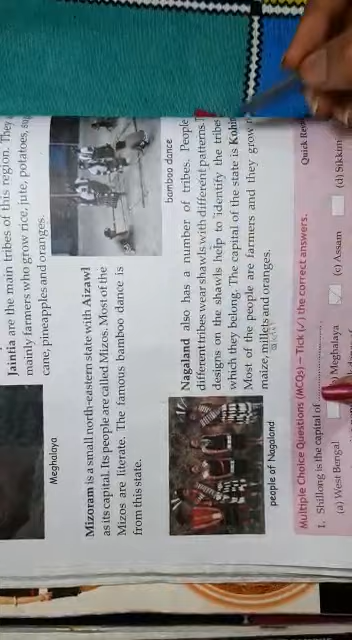 Jaintia are the main tribes of this region. They
mainly farmers who grow rice, jute, potatoes,
cane, pineapples and oranges.
Meghalaya
Mizoram is a small north-eastern state with Aizawl
as its capital. Its people are called Mizos. Most of the
Mizos are literate. The famous bamboo dance is
from this state.
bamboo dance
Nagaland also has a number of tribes. People
different tribes wear shawls with different patterns.
designs on the shawls help to identify the tribes
which they belong. The capital of the state is
Most of the people are farmers and they grow
maize, millets and oranges.
people of Nagaland
Quick
Multiple Choice Questions (MCQs) – Tick (✓) the correct answers.
1. Shillong is the capital of
(a) West Bengal
Meghalaya
(c) Assam
(d) Sikkim